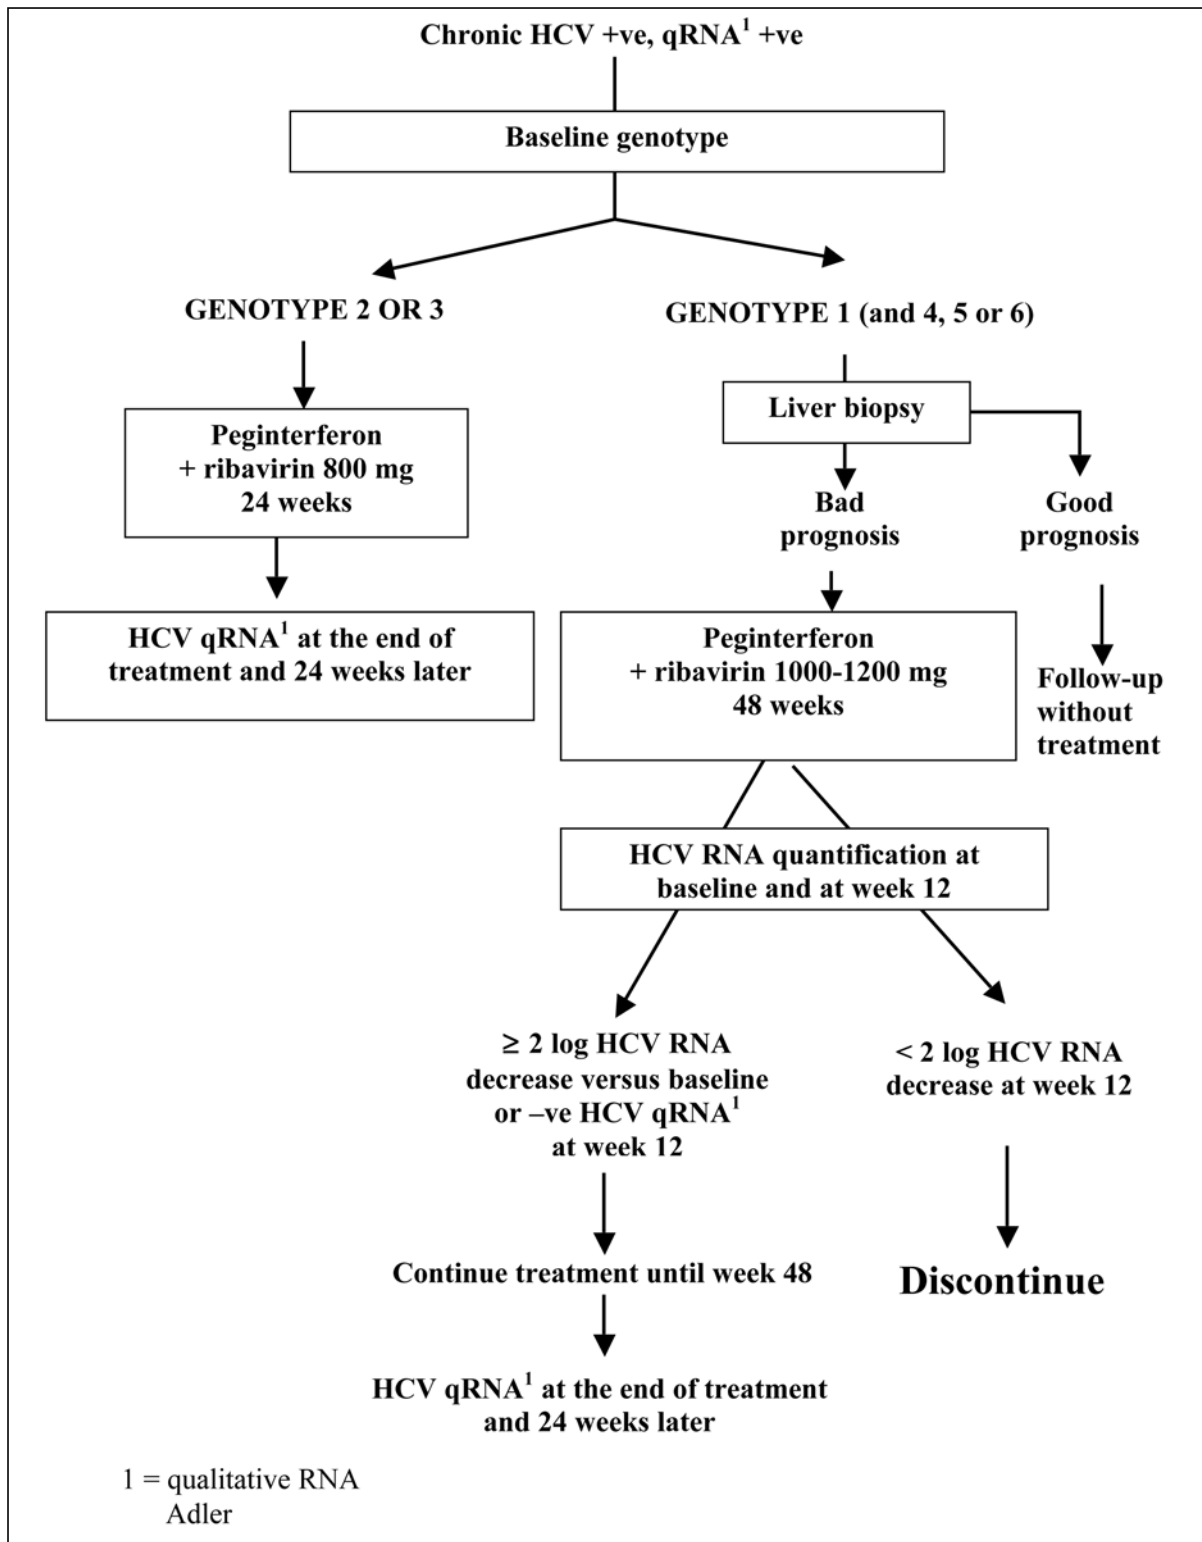 Chronic HCV +ve, qRNA¹ +ve
Baseline genotype
GENOTYPE 2 OR 3
GENOTYPE 1 (and 4, 5 or 6)
Peginterferon
+ ribavirin 800 mg
24 weeks
HCV qRNA¹ at the end of
treatment and 24 weeks later
Liver biopsy
Bad
prognosis
Good
prognosis
Peginterferon
+ ribavirin 1000-1200 mg
48 weeks
Follow-up
without
treatment
HCV RNA quantification at
baseline and at week 12
≥ 2 log HCV RNA
decrease versus baseline
or –ve HCV qRNA¹
at week 12
< 2 log HCV RNA
decrease at week 12
Continue treatment until week 48
Discontinue
HCV qRNA¹ at the end of treatment
and 24 weeks later
1 = qualitative RNA
Adler